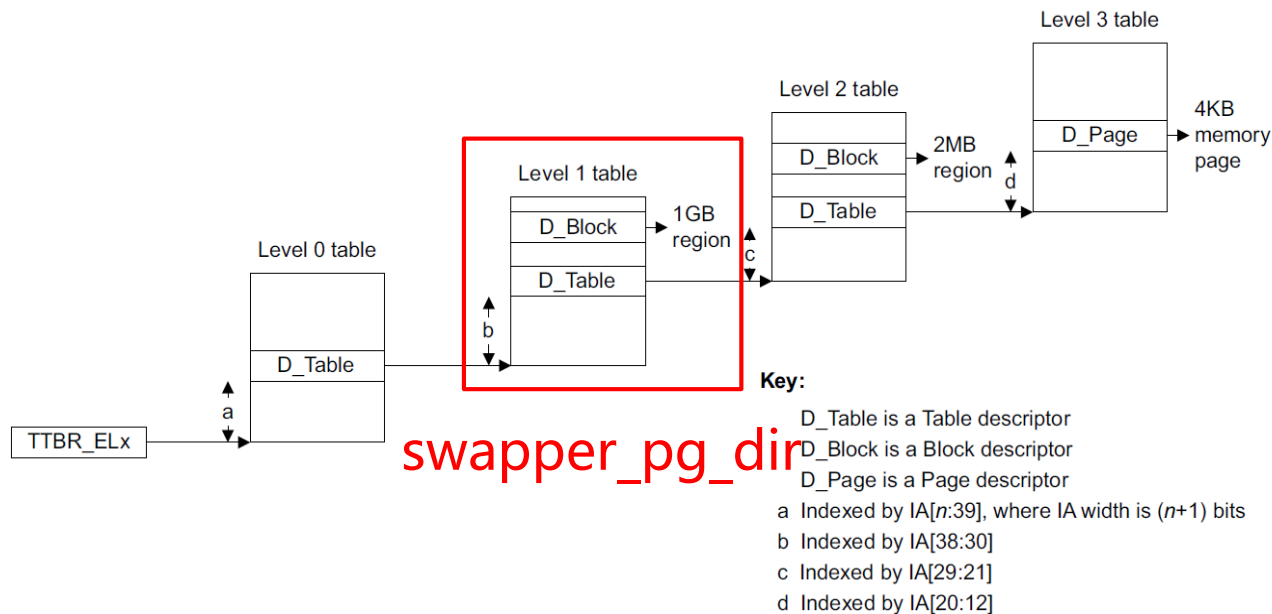 Level 3 table
Level 2 table
4KB
memory
page
D_Page
D_Block
2MB
region
d
Level 1 table
D_Table
D_Block
1GB
region
c
Level 0 table
D_Table
b
D_Table
a
Key:
D_Table is a Table descriptor
TTBR_ELx
swapper_pg_dir
D_Block is a Block descriptor
D_Page is a Page descriptor
a Indexed by IA[n:39], where IA width is (n+1) bits
b Indexed by IA[38:30]
c Indexed by IA[29:21]
d Indexed by IA[20:12]